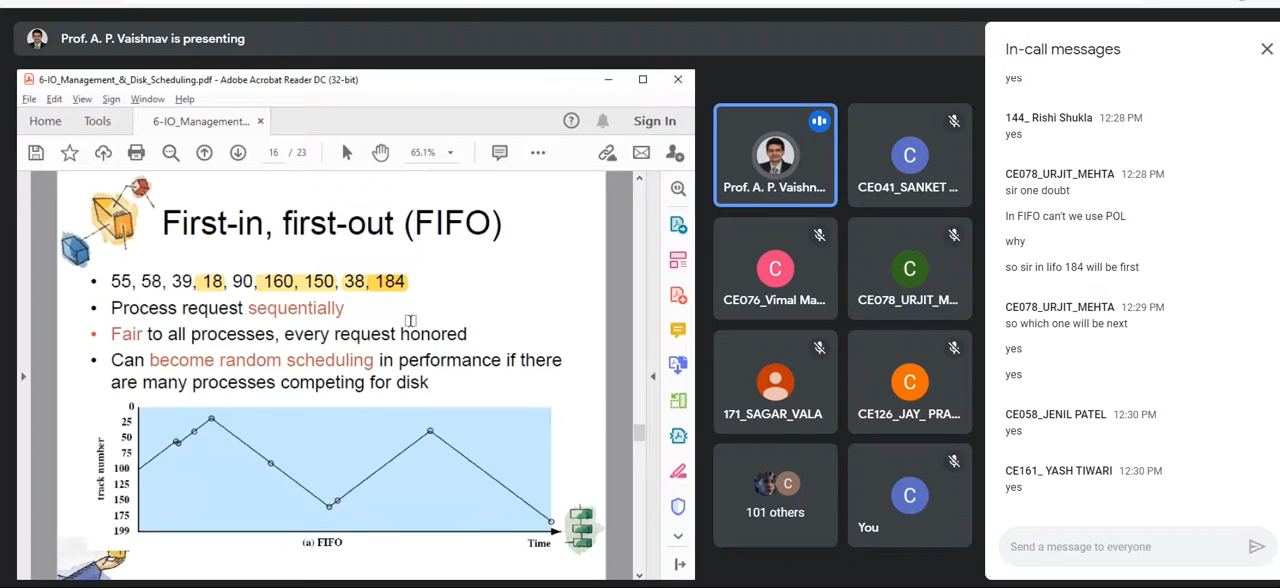 Prof. A. P. Vaishnav is presenting
6-IO_Management_&_Disk_Scheduling.pdf - Adobe Acrobat Reader DC (32-bit)
File Edit View Sign Window Help
Home Tools 6-IO_Management... × Sign In
16 / 23 65.1%
First-in, first-out (FIFO)
• 55, 58, 39, 18, 90, 160, 150, 38, 184
• Process request sequentially
• Fair to all processes, every request honored
• Can become random scheduling in performance if there
are many processes competing for disk
track number
0
25
50
75
100
125
150
175
199
(a) FIFO
Time
Prof. A. P. Vaishn...
C
CE041_SANKET ...
C
CE076_Vimal Ma...
C
CE078_URJIT_M...
171_SAGAR_VALA
C
CE126_JAY_ PRA...
C
101 others
C
You
In-call messages
yes
144_ Rishi Shukla 12:28 PM
yes
CE078_URJIT_MEHTA 12:28 PM
sir one doubt
In FIFO can't we use POL
why
so sir in lifo 184 will be first
CE078_URJIT_MEHTA 12:29 PM
so which one will be next
yes
yes
CE058_JENIL PATEL 12:30 PM
yes
CE161_ YASH TIWARI 12:30 PM
yes
Send a message to everyone